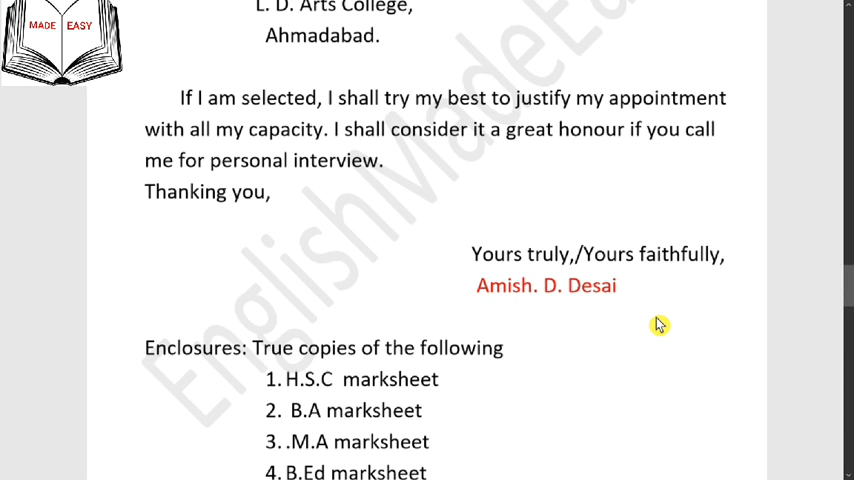 MADE EASY
L. D. Arts College,
Ahmadabad.
If I am selected, I shall try my best to justify my appointment
with all my capacity. I shall consider it a great honour if you call
me for personal interview.
Thanking you,
Yours truly,/Yours faithfully,
Amish. D. Desai
Enclosures: True copies of the following
1. H.S.C marksheet
2. B.A marksheet
3. .M.A marksheet
4. B.Ed marksheet
EnglishMadeEa